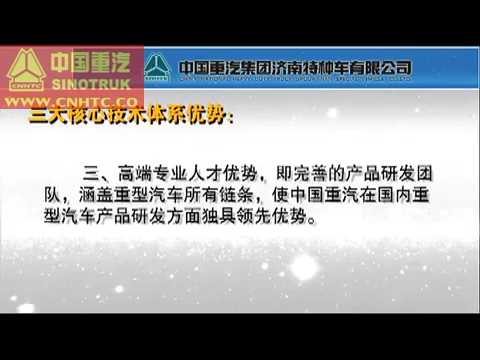 中国重汽
SINOTRUK
WWW.CNHTC.CO
CNHTC
中国重汽集团济南特种车有限公司
三大核心技术体系优势：
三、高端专业人才优势，即完善的产品研发团
队，涵盖重型汽车所有链条，使中国重汽在国内重
型汽车产品研发方面独具领先优势。